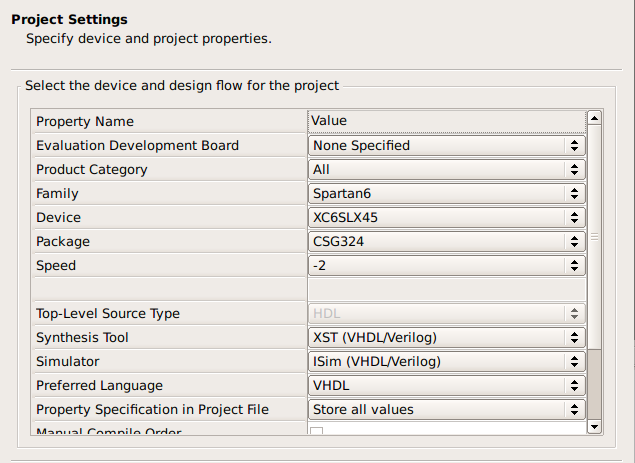 Project Settings
Specify device and project properties.
Select the device and design flow for the project
Property Name Value
Evaluation Development Board None Specified
Product Category All
Family Spartan6
Device XC6SLX45
Package CSG324
Speed -2
Top-Level Source Type HDL
Synthesis Tool XST (VHDL/Verilog)
Simulator ISim (VHDL/Verilog)
Preferred Language VHDL
Property Specification in Project File Store all values
Manual Compile Order